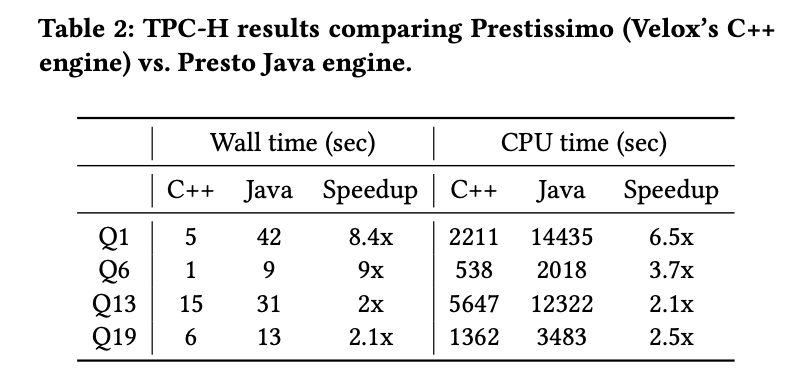 Table 2: TPC-H results comparing Prestissimo (Velox's C++
engine) vs. Presto Java engine.
Wall time (sec) CPU time (sec)
C++ Java Speedup C++ Java Speedup
Q1 5 42 8.4x 2211 14435 6.5x
Q6 1 9 9x 538 2018 3.7x
Q13 15 31 2x 5647 12322 2.1x
Q19 6 13 2.1x 1362 3483 2.5x